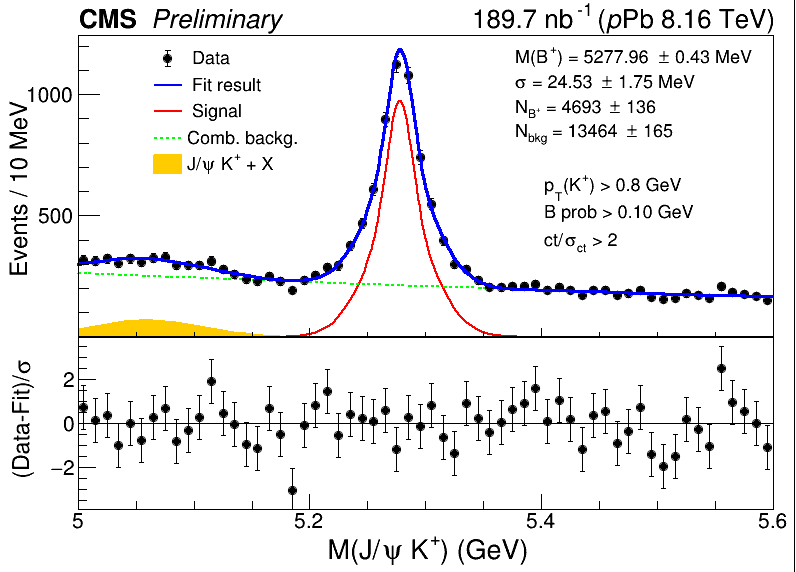 CMS Preliminary 189.7 nb⁻¹ (pPb 8.16 TeV)
Data
Fit result
Signal
Comb. backg.
J/ψ K⁺ + X
M(B⁺) = 5277.96 ± 0.43 MeV
σ = 24.53 ± 1.75 MeV
N_B⁺ = 4693 ± 136
N_bkg = 13464 ± 165
p_T(K⁺) > 0.8 GeV
B prob > 0.10 GeV
ct/σ_ct > 2
Events / 10 MeV
1000
500
(Data-Fit)/σ
2
0
−2
5 5.2 5.4 5.6
M(J/ψ K⁺) (GeV)